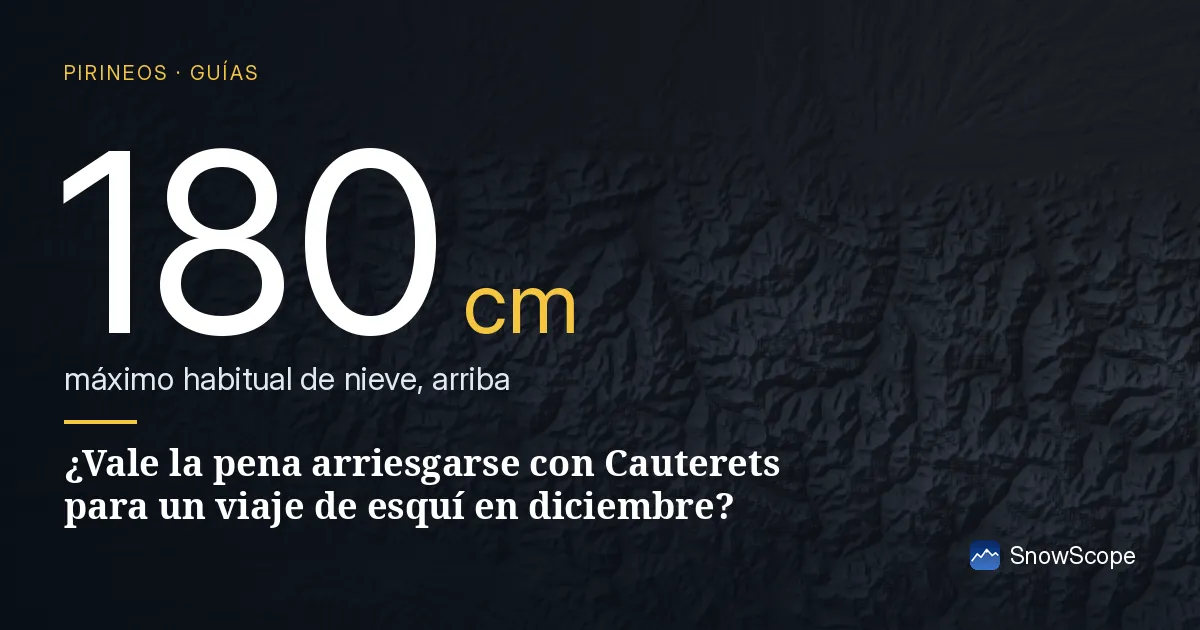 PIRINEOS · GUÍAS
180 cm
máximo habitual de nieve, arriba
¿Vale la pena arriesgarse con Cauterets
para un viaje de esquí en diciembre?
SnowScope